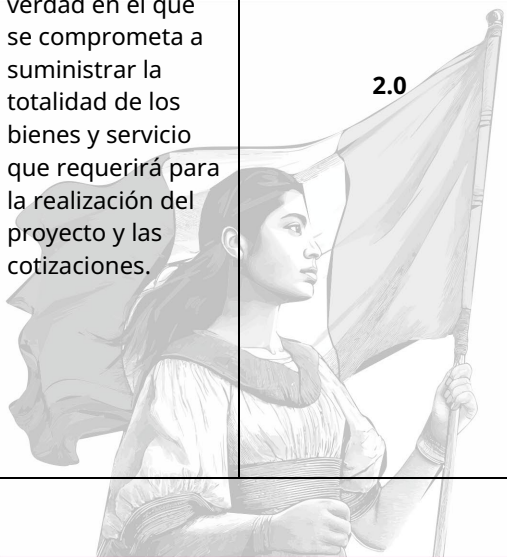 verdad en el que
se comprometa a
suministrar la
totalidad de los
bienes y servicio
que requerirá para
la realización del
proyecto y las
cotizaciones.
2.0